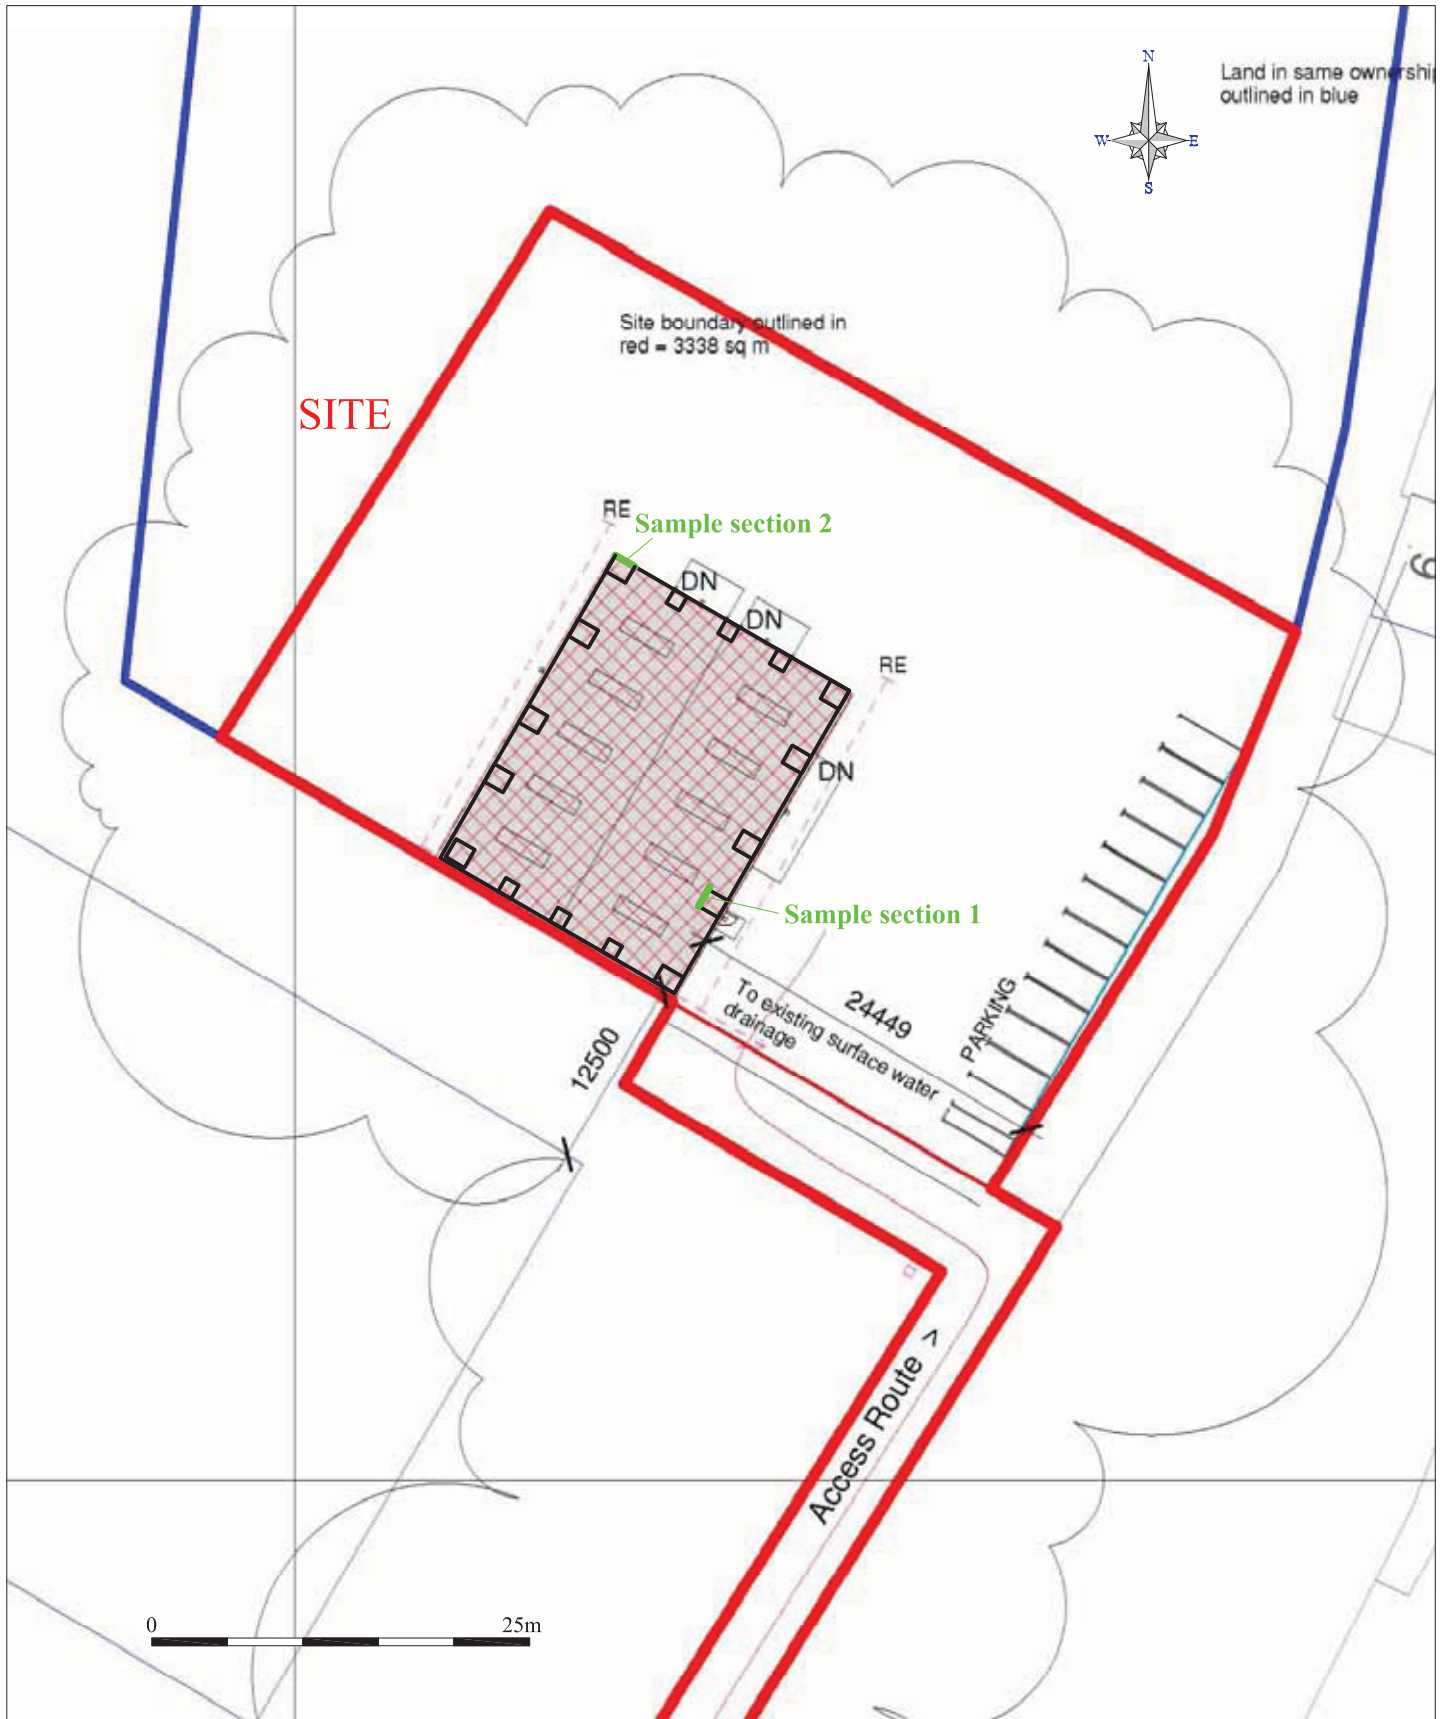 N
W
E
S
Land in same ownership
outlined in blue
Site boundary outlined in
red = 3338 sq m
SITE
RE
Sample section 2
DN
DN
RE
DN
9
Sample section 1
To existing surface water
drainage
24449
PARKING
12500
Access Route >
0
25m